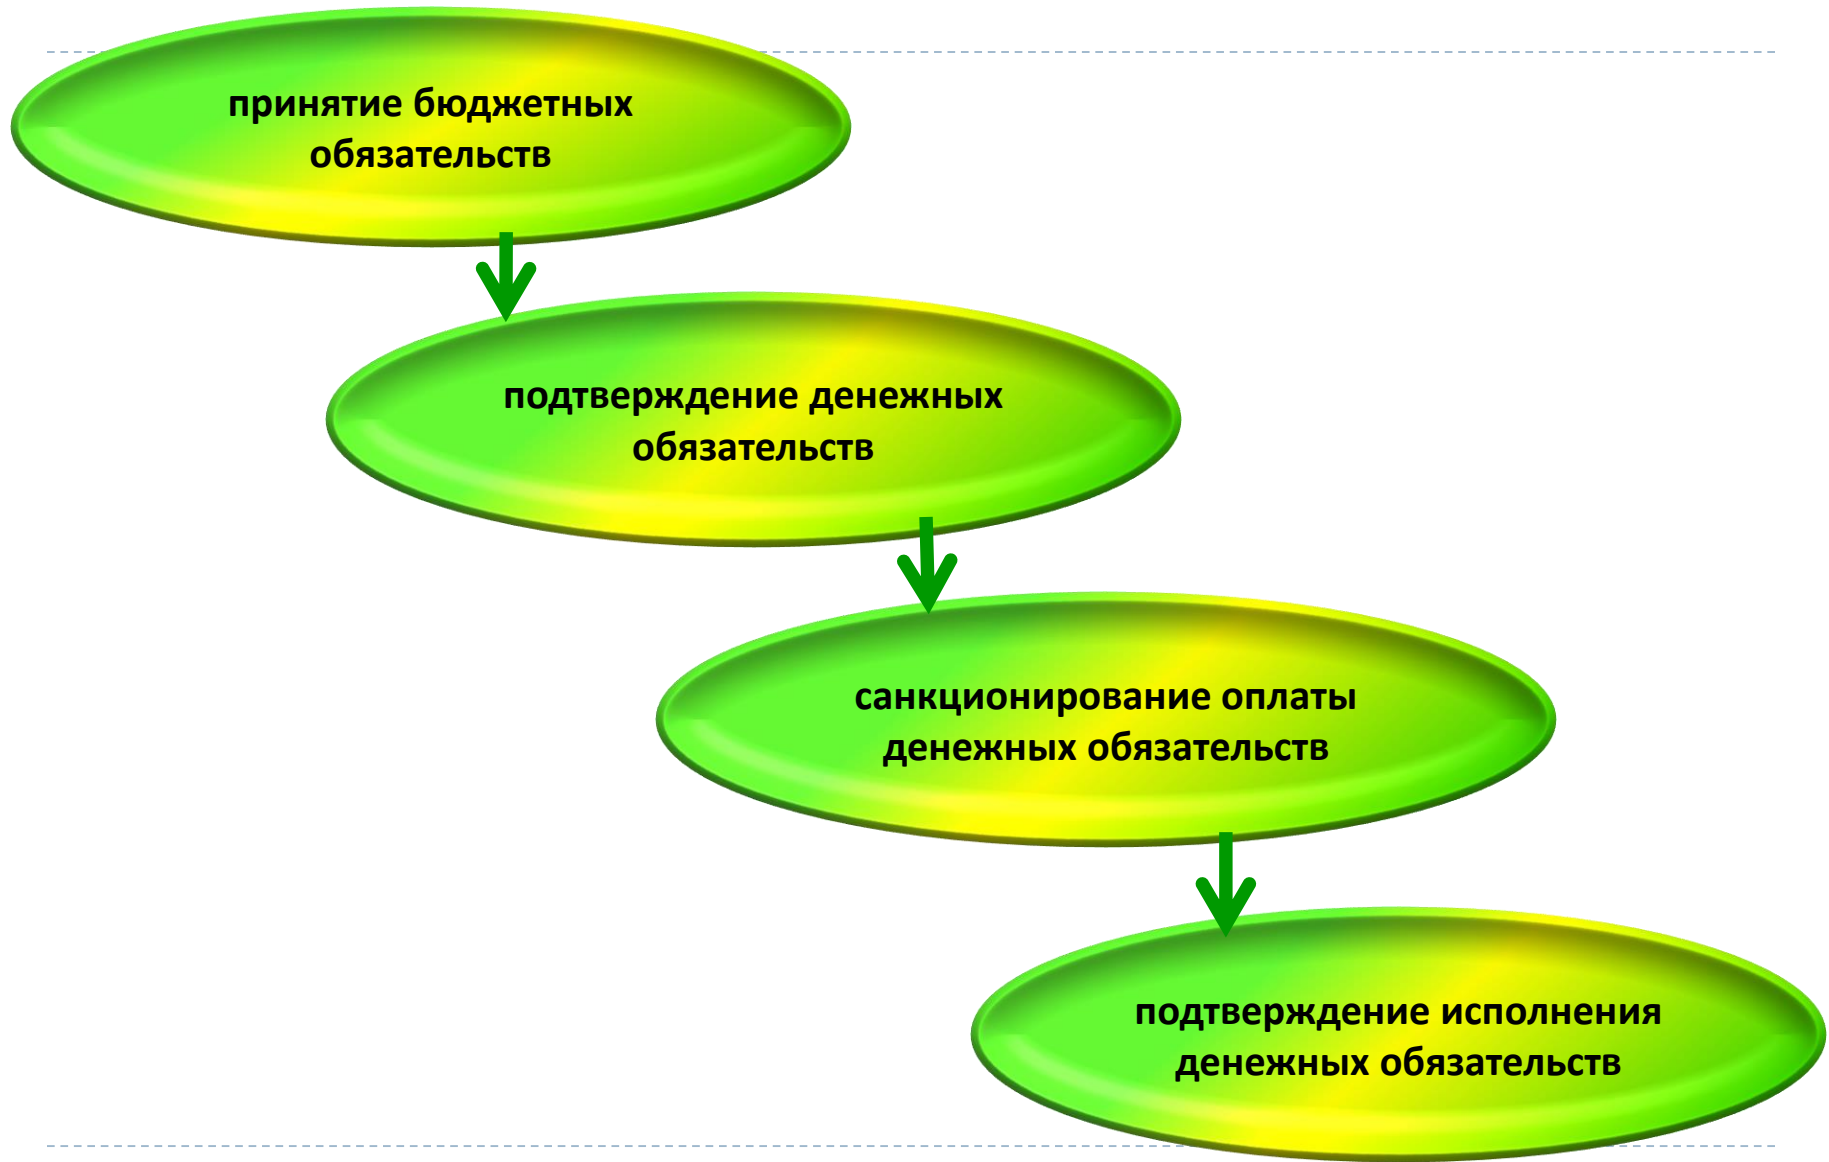 принятие бюджетных
обязательств
подтверждение денежных
обязательств
санкционирование оплаты
денежных обязательств
подтверждение исполнения
денежных обязательств